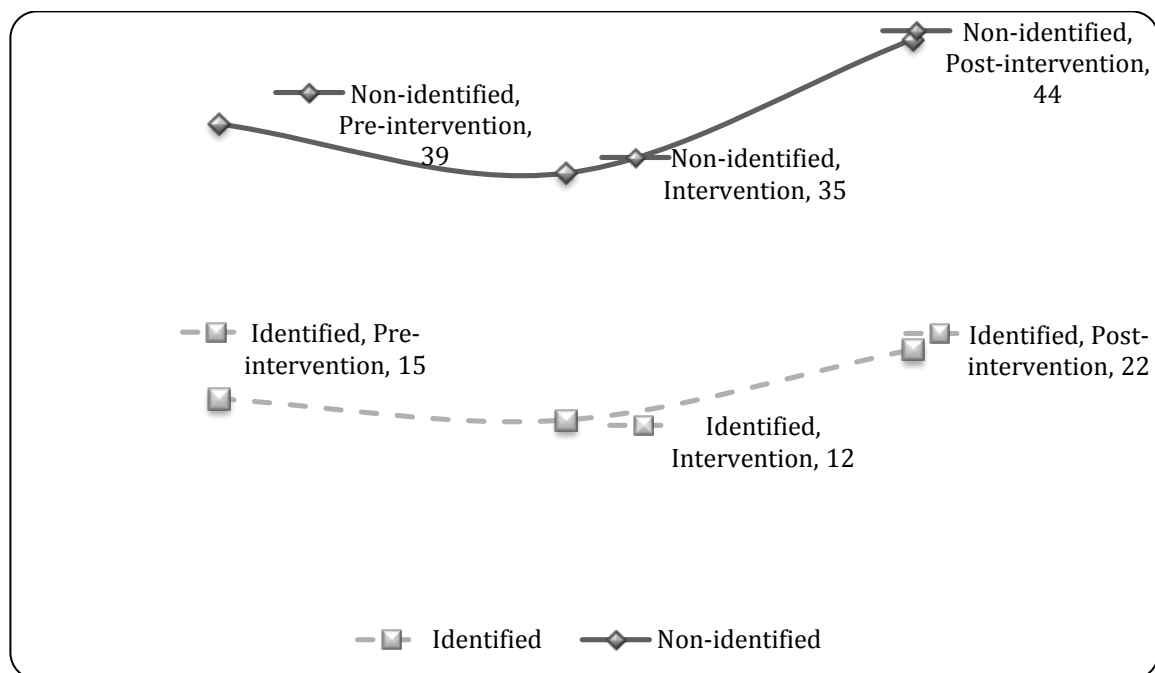 Non-identified,
Post-intervention,
44
Non-identified,
Pre-intervention,
39
Non-identified,
Intervention, 35
Identified, Pre-
intervention, 15
Identified, Post-
intervention, 22
Identified,
Intervention, 12
Identified
Non-identified